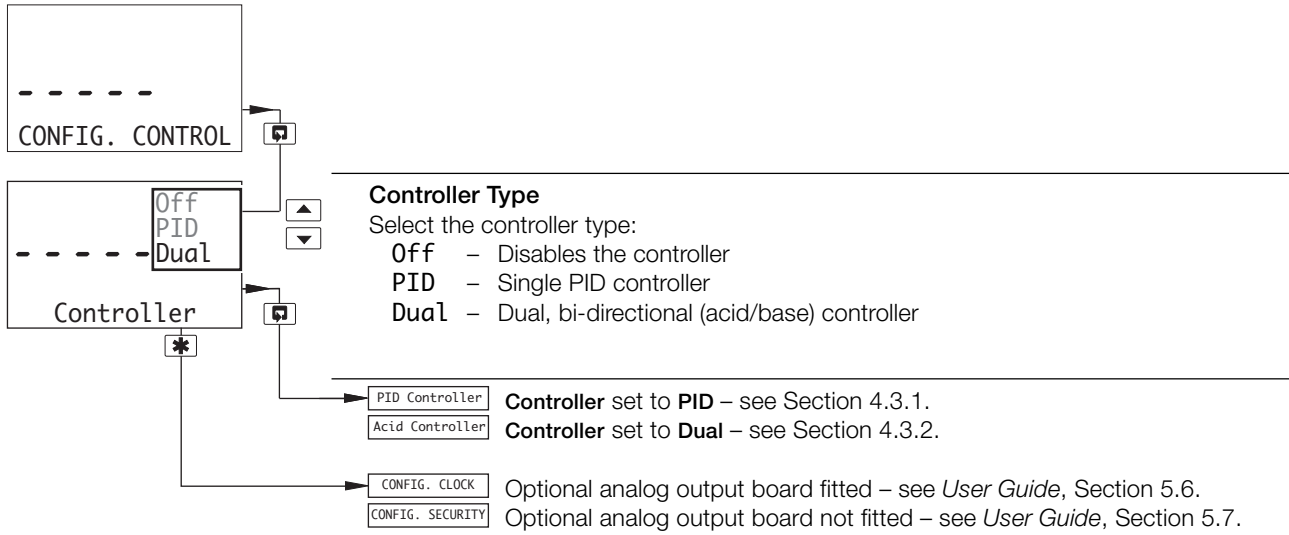 - - - - -
CONFIG. CONTROL
Off
PID
- - - - - Dual
Controller
Controller Type
Select the controller type:
Off – Disables the controller
PID – Single PID controller
Dual – Dual, bi-directional (acid/base) controller
✱
PID Controller Controller set to PID – see Section 4.3.1.
Acid Controller Controller set to Dual – see Section 4.3.2.
CONFIG. CLOCK Optional analog output board fitted – see User Guide, Section 5.6.
CONFIG. SECURITY Optional analog output board not fitted – see User Guide, Section 5.7.